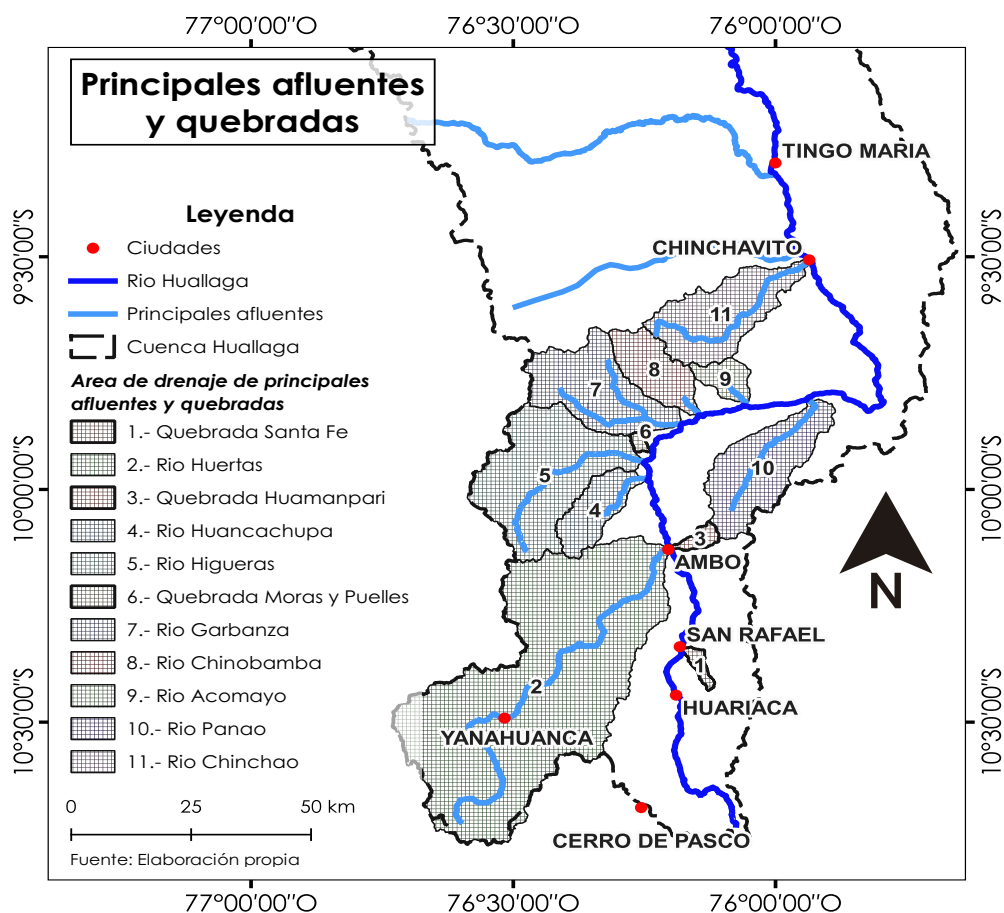 77°00'00"O
76°30'00"O
76°00'00"O
Principales afluentes
y quebradas
TINGO MARIA
Leyenda
Ciudades
Rio Huallaga
Principales afluentes
Cuenca Huallaga
Area de drenaje de principales
afluentes y quebradas
1.- Quebrada Santa Fe
2.- Rio Huertas
3.- Quebrada Huamanpari
4.- Rio Huancachupa
5.- Rio Higueras
6.- Quebrada Moras y Puelles
7.- Rio Garbanza
8.- Rio Chinobamba
9.- Rio Acomayo
10.- Rio Panao
11.- Rio Chinchao
0 25 50 km
Fuente: Elaboración propia
9°30'00"S
10°00'00"S
10°30'00"S
CHINCHAVITO
11
8
9
7
6
5
10
4
3
AMBO
SAN RAFAEL
1
2
HUARIACA
YANAHUANCA
CERRO DE PASCO
N
9°30'00"S
10°00'00"S
10°30'00"S
77°00'00"O
76°30'00"O
76°00'00"O